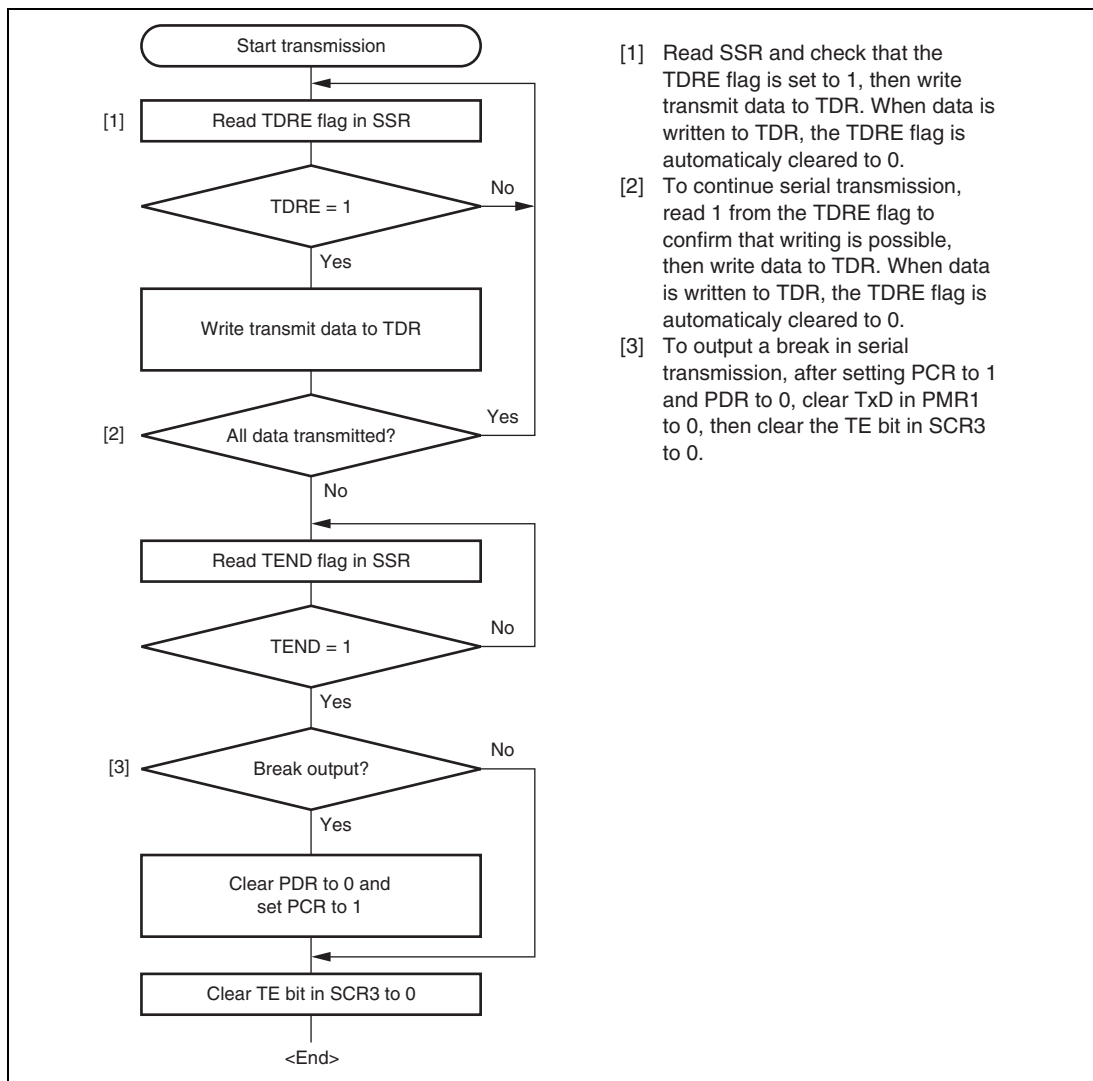 Start transmission
[1]
Read TDRE flag in SSR
TDRE = 1
No
Yes
Write transmit data to TDR
[2]
All data transmitted?
Yes
No
Read TEND flag in SSR
TEND = 1
No
Yes
[3]
Break output?
No
Yes
Clear PDR to 0 and
set PCR to 1
Clear TE bit in SCR3 to 0
<End>
[1] Read SSR and check that the
TDRE flag is set to 1, then write
transmit data to TDR. When data is
written to TDR, the TDRE flag is
automaticaly cleared to 0.
[2] To continue serial transmission,
read 1 from the TDRE flag to
confirm that writing is possible,
then write data to TDR. When data
is written to TDR, the TDRE flag is
automaticaly cleared to 0.
[3] To output a break in serial
transmission, after setting PCR to 1
and PDR to 0, clear TxD in PMR1
to 0, then clear the TE bit in SCR3
to 0.